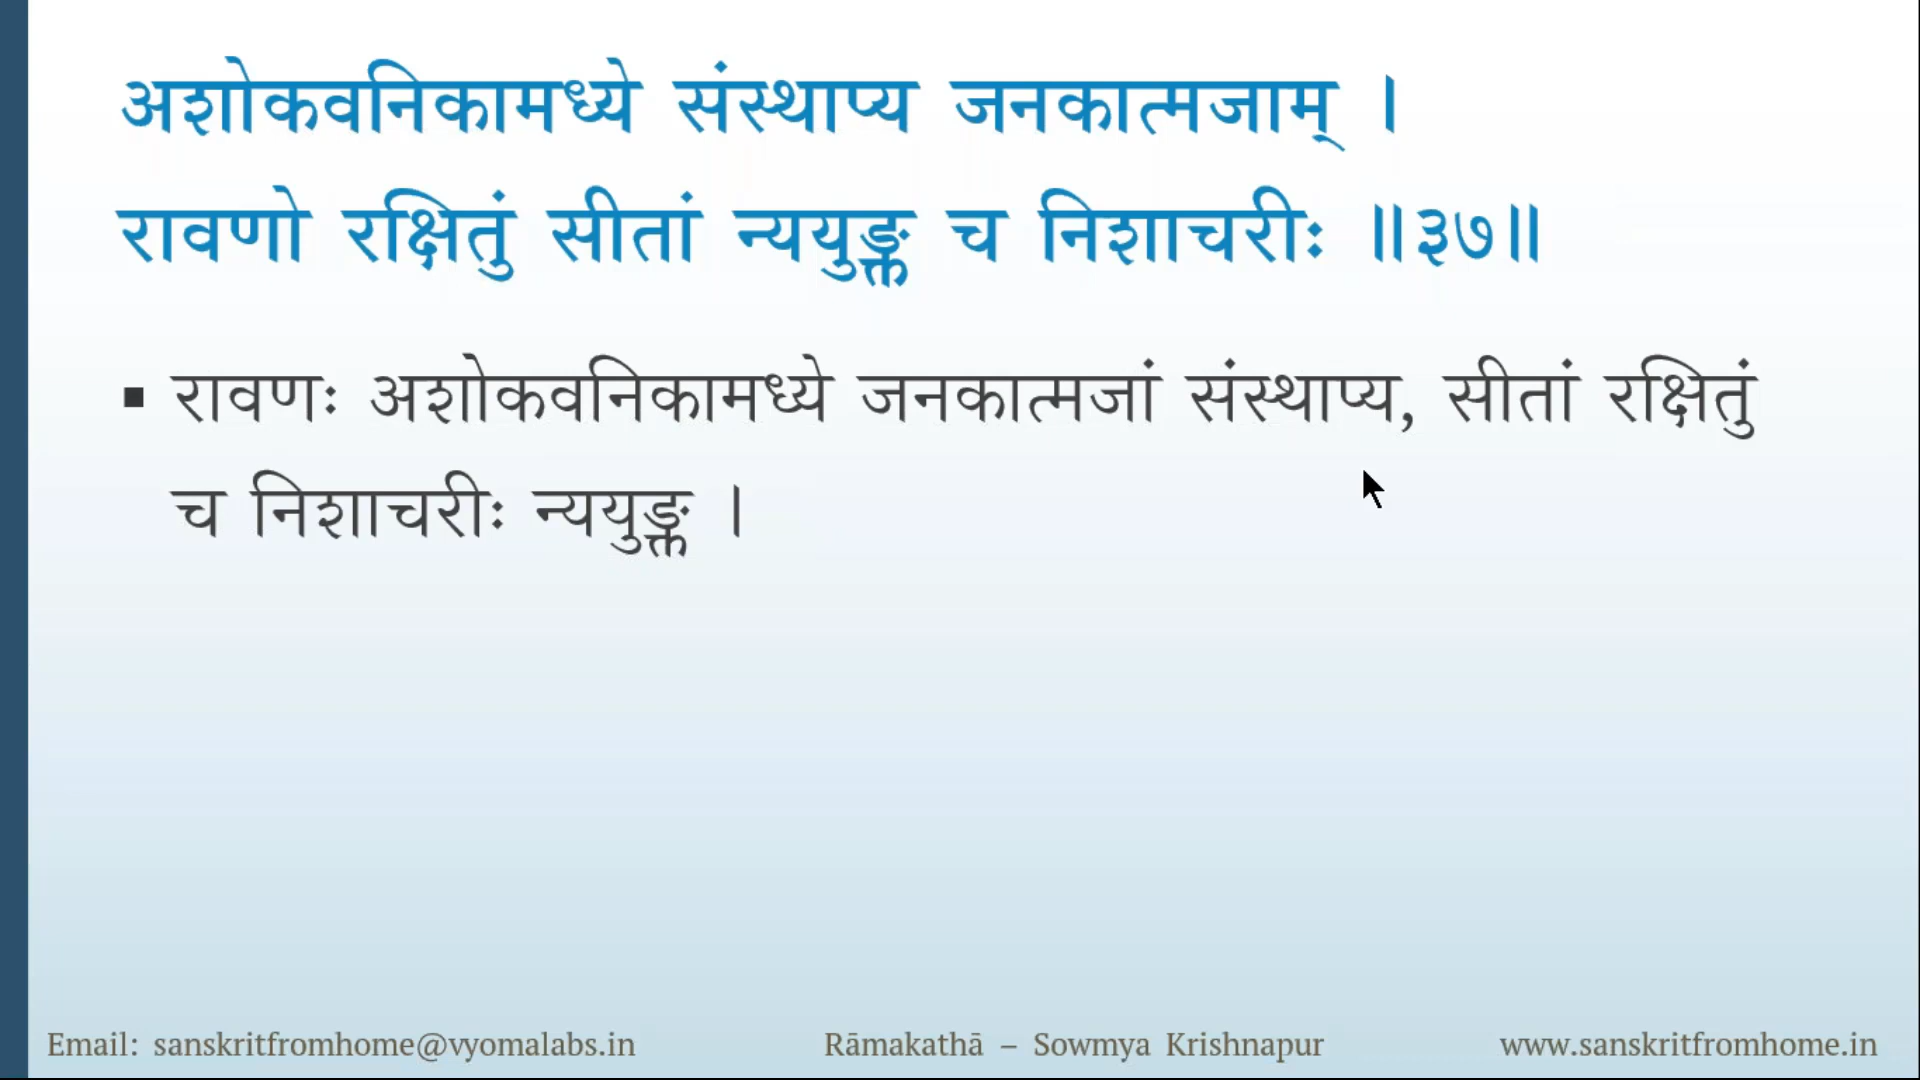 अशोकवनिकामध्ये संस्थाप्य जनकात्मजाम् ।
रावणो रक्षितुं सीतां न्ययुङ्क्त च निशाचरीः ॥३७॥
▪ रावणः अशोकवनिकामध्ये जनकात्मजां संस्थाप्य, सीतां रक्षितुं
च निशाचरीः न्ययुङ्क्त ।
Email: sanskritfromhome@vyomalabs.in Rāmakathā – Sowmya Krishnapur www.sanskritfromhome.in